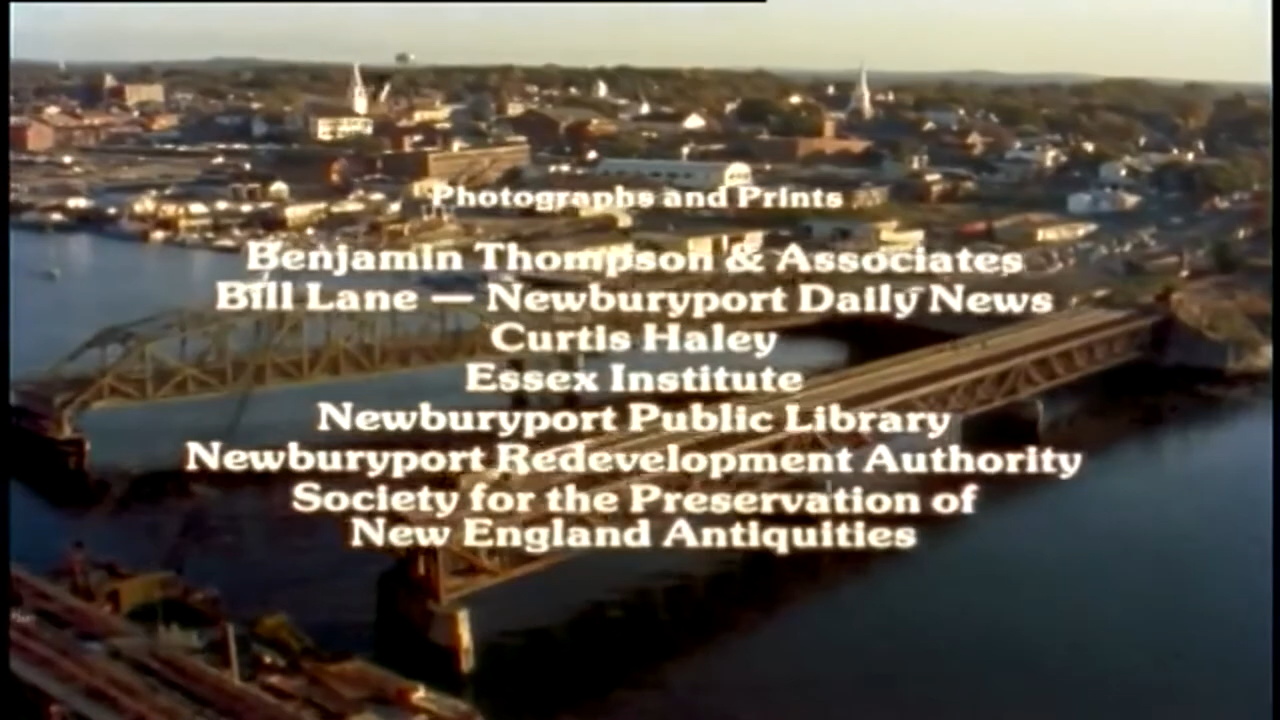 Photographs and Prints
Benjamin Thompson & Associates
Bill Lane — Newburyport Daily News
Curtis Haley
Essex Institute
Newburyport Public Library
Newburyport Redevelopment Authority
Society for the Preservation of
New England Antiquities